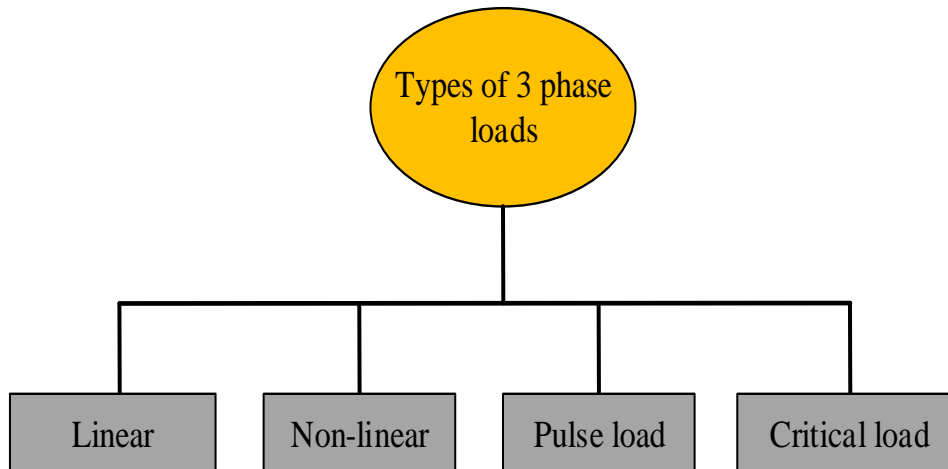 Types of 3 phase
loads
Linear
Non-linear
Pulse load
Critical load